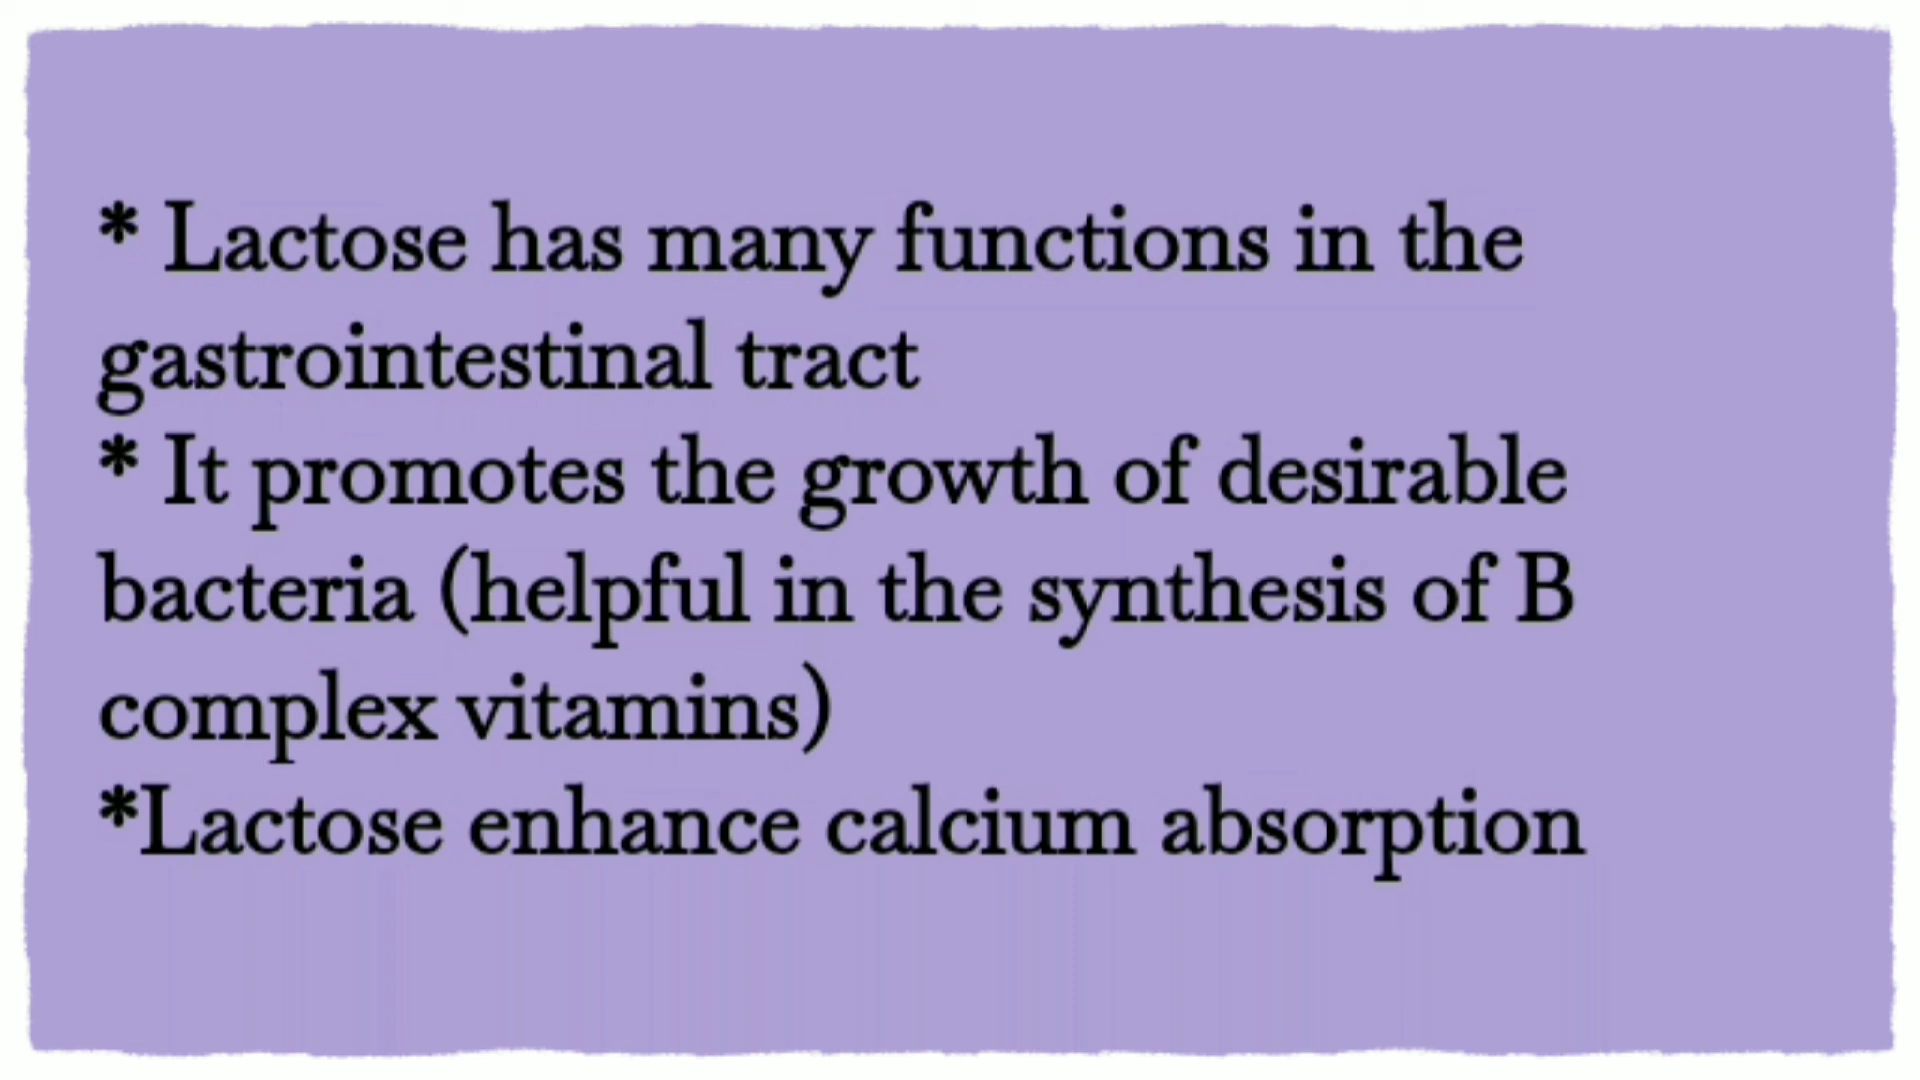 * Lactose has many functions in the
gastrointestinal tract
* It promotes the growth of desirable
bacteria (helpful in the synthesis of B
complex vitamins)
*Lactose enhance calcium absorption